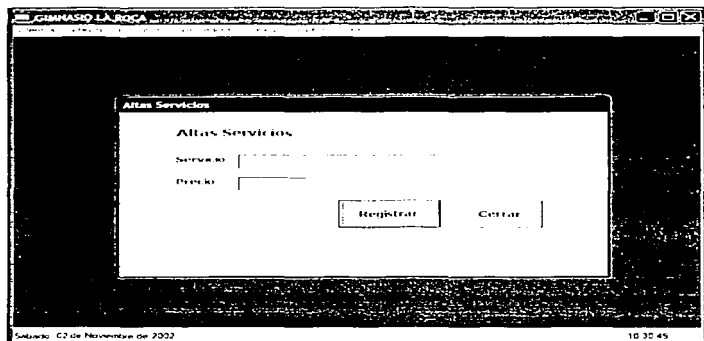 GIMNASIO LA ROCA
Altas Servicios
Altas Servicios
Servicio
Precio
Registrar Cerrar
Sabado 02 de Noviembre de 2002 10:30:45